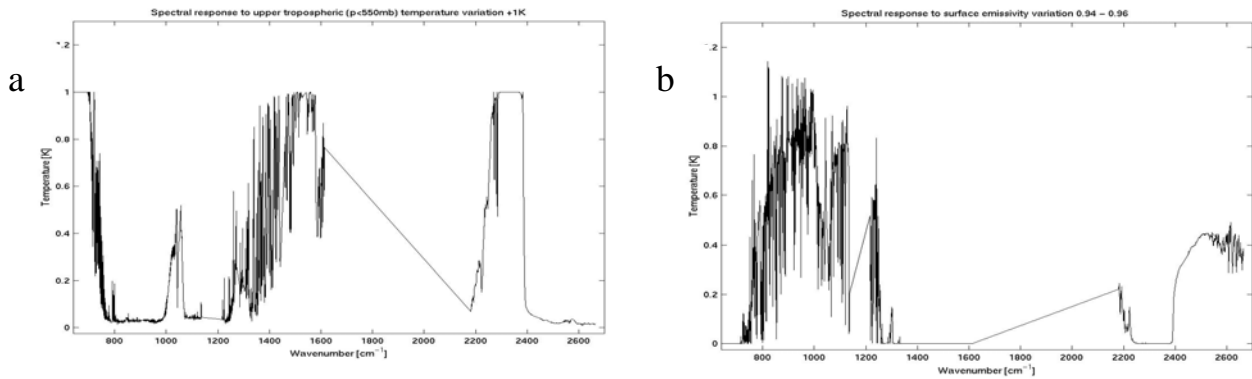 a
Spectral response to upper tropospheric (p<550mb) temperature variation +1K
1
0.8
0.6
0.4
0.2
0
Temperature [K]
800 1000 1200 1400 1600 1800 2000 2200 2400 2600
Wavenumber [cm⁻¹]
b
Spectral response to surface emissivity variation 0.94 – 0.96
1
0.8
0.6
0.4
0.2
0
Temperature [K]
800 1000 1200 1400 1600 1800 2000 2200 2400 2600
Wavenumber [cm⁻¹]